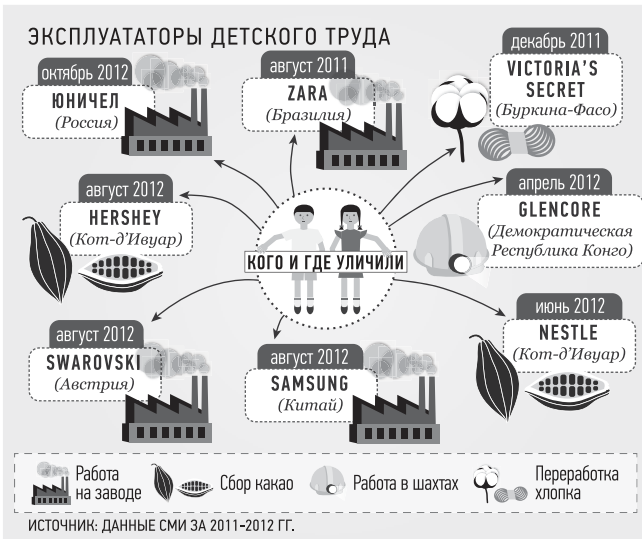 ЭКСПЛУАТАТОРЫ ДЕТСКОГО ТРУДА
октябрь 2012
ЮНИЧЕЛ
(Россия)
август 2011
ZARA
(Бразилия)
декабрь 2011
VICTORIA'S
SECRET
(Буркина-Фасо)
август 2012
HERSHEY
(Кот-д'Ивуар)
апрель 2012
GLENCORE
(Демократическая
Республика Конго)
КОГО И ГДЕ УЛИЧИЛИ
август 2012
SWAROVSKI
(Австрия)
август 2012
SAMSUNG
(Китай)
июнь 2012
NESTLE
(Кот-д'Ивуар)
Работа
на заводе
Сбор какао
Работа в шахтах
Переработка
хлопка
ИСТОЧНИК: ДАННЫЕ СМИ ЗА 2011-2012 ГГ.